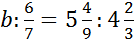 b: 6/7 = 5 4/9 : 4 2/3